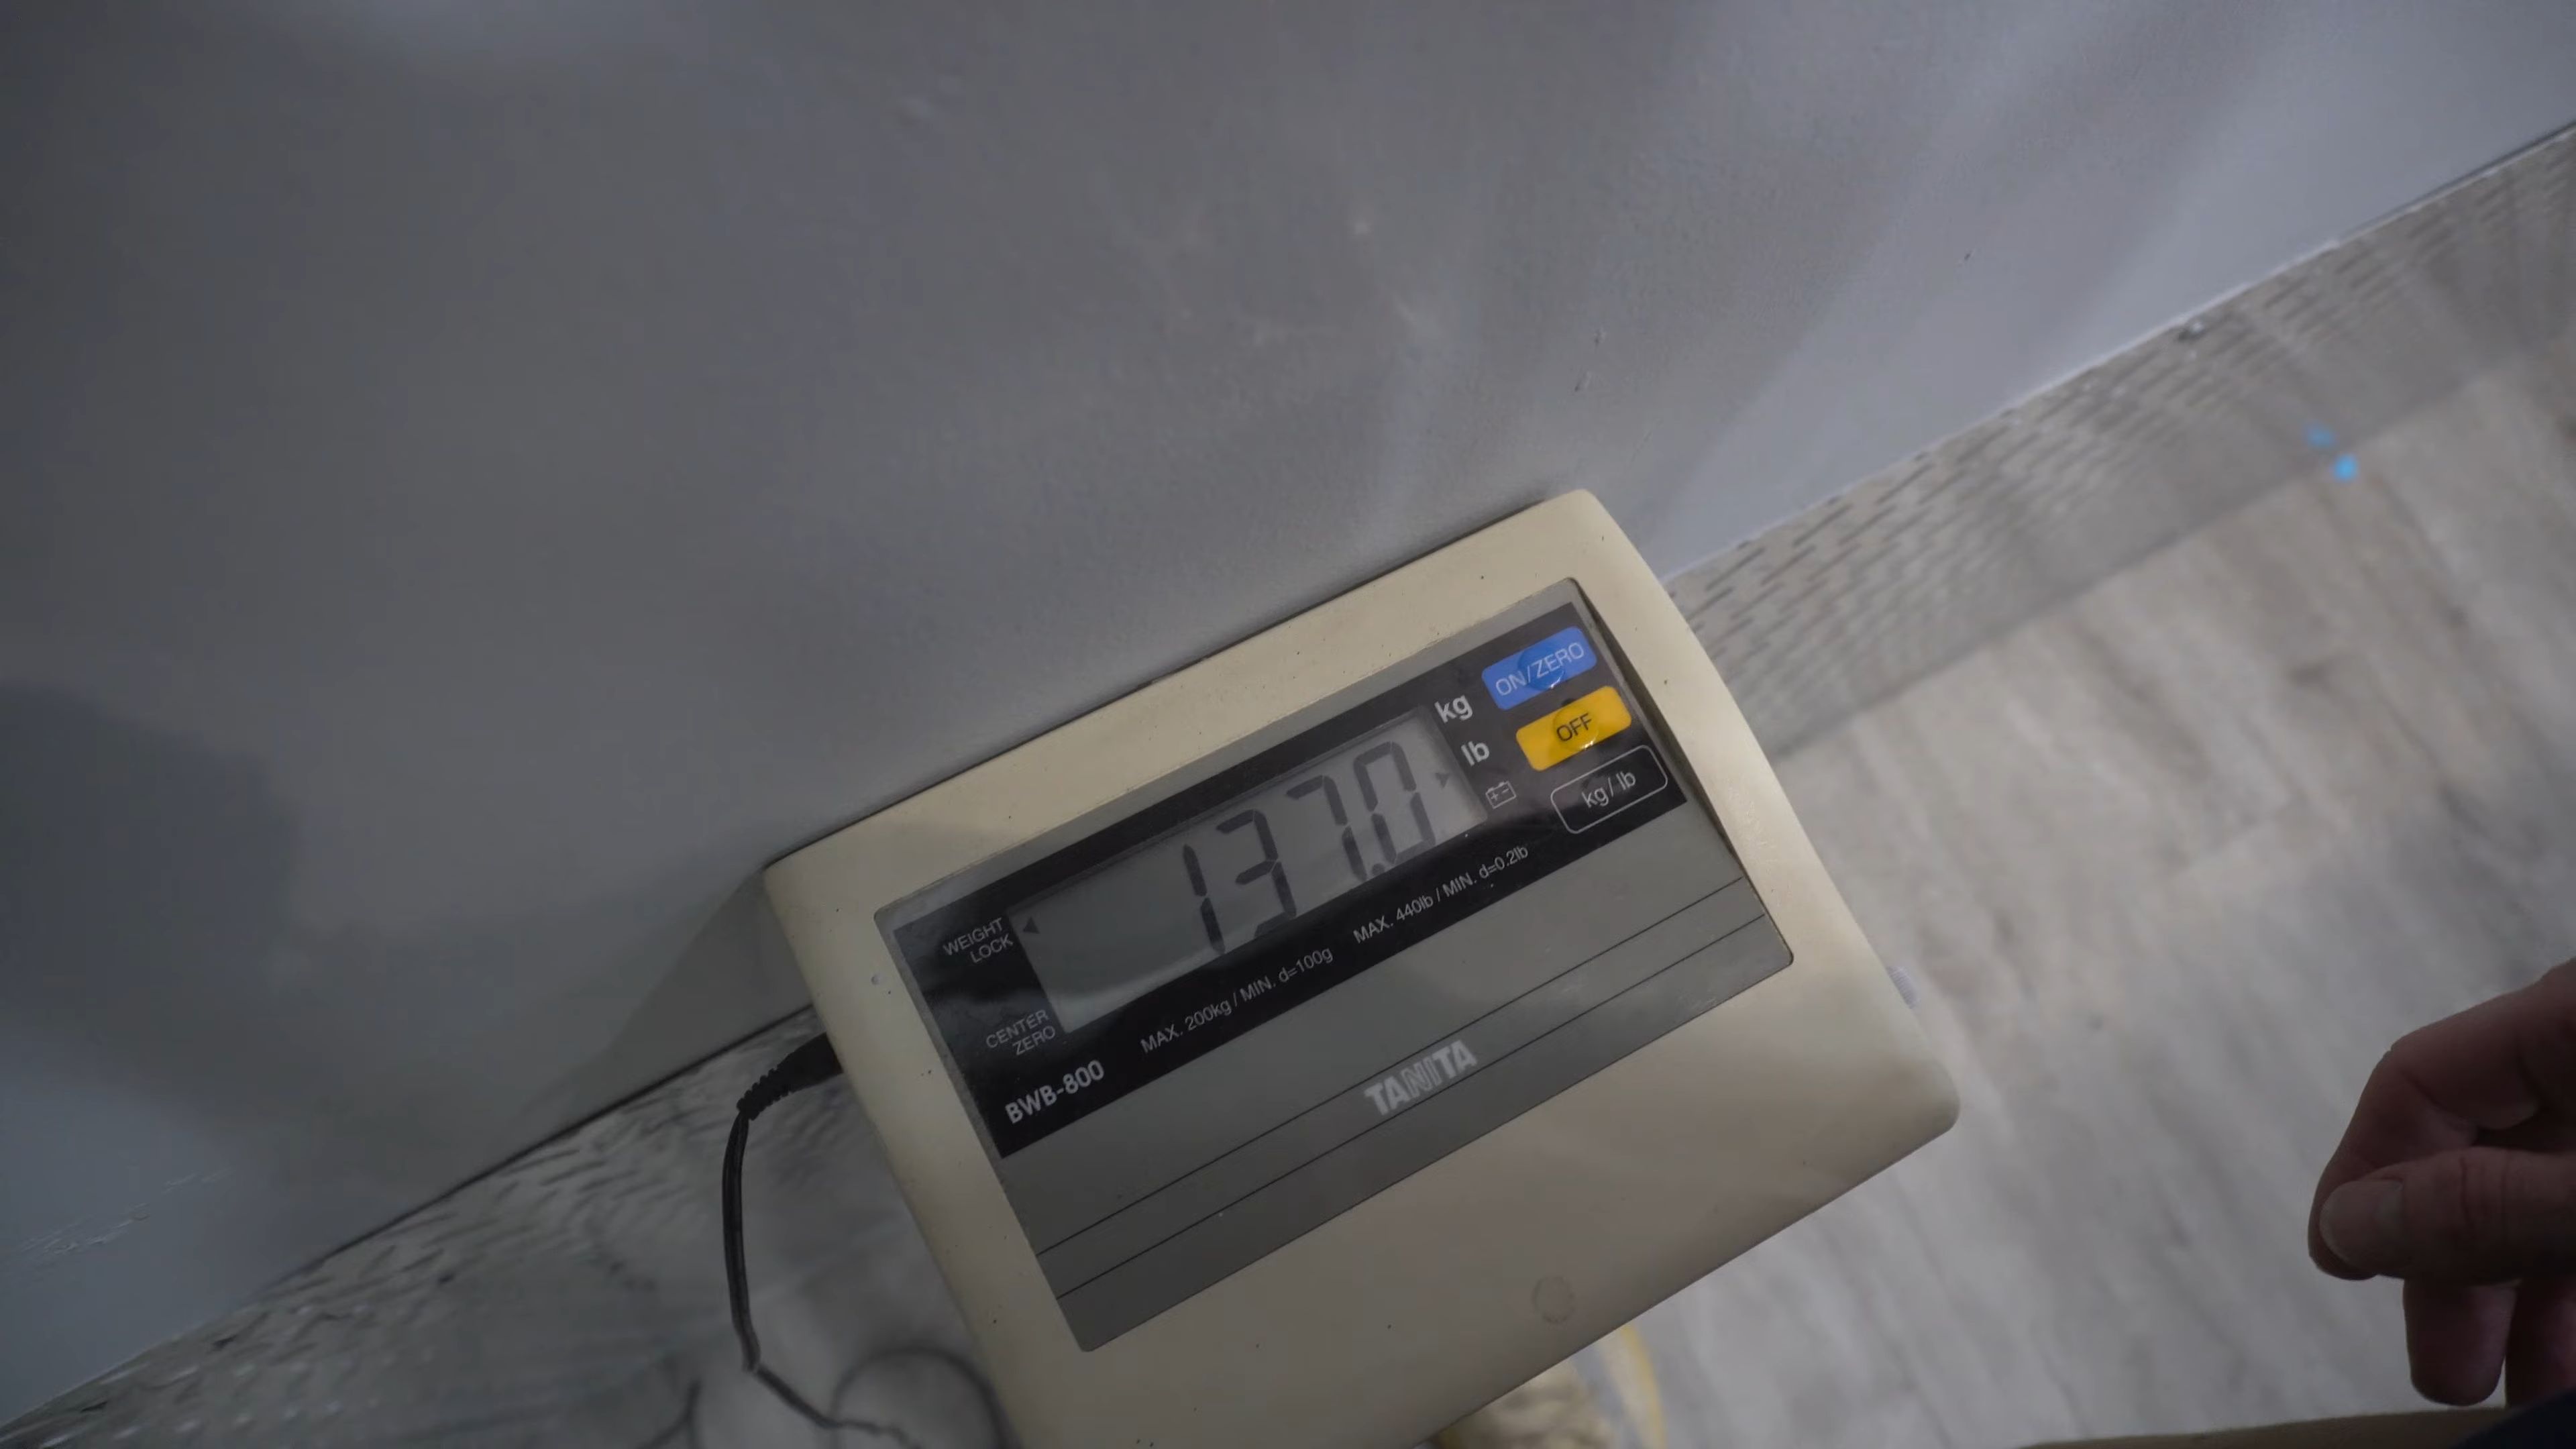 ON/ZERO
kg
OFF
lb
kg/lb
137.0
WEIGHT
LOCK
CENTER
ZERO
MAX. 200kg / MIN. d=100g
MAX. 440lb / MIN. d=0.2lb
BWB-800
TANITA